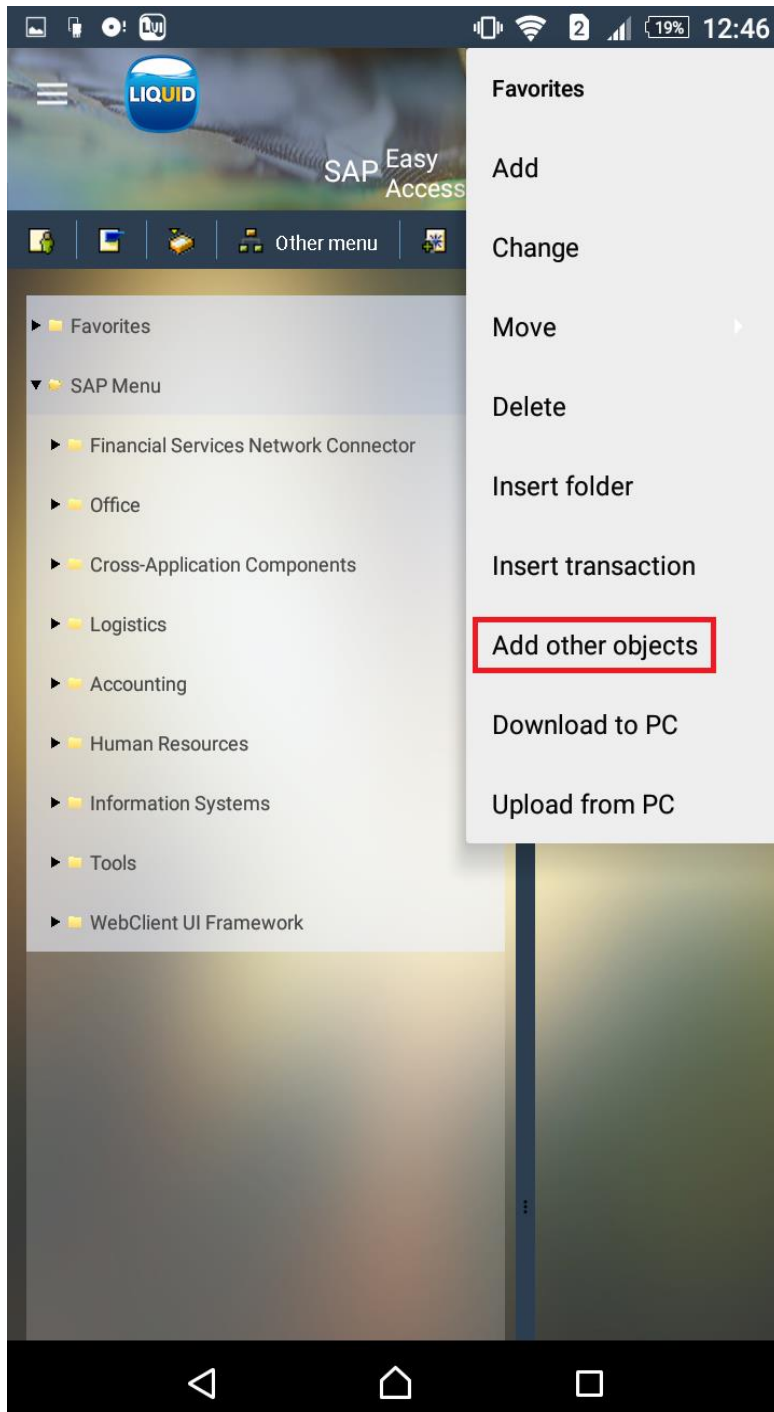 LUI
2
19%
12:46
LIQUID
SAP Easy
Access
Other menu
Favorites
SAP Menu
Financial Services Network Connector
Office
Cross-Application Components
Logistics
Accounting
Human Resources
Information Systems
Tools
WebClient UI Framework
Favorites
Add
Change
Move
Delete
Insert folder
Insert transaction
Add other objects
Download to PC
Upload from PC